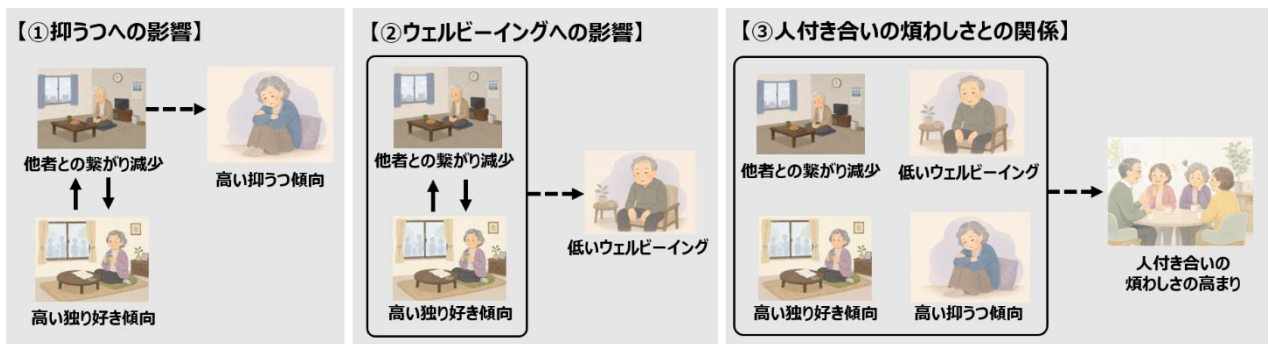 【①抑うつへの影響】
他者との繋がり減少
高い抑うつ傾向
高い独り好き傾向
【②ウェルビーイングへの影響】
他者との繋がり減少
高い独り好き傾向
低いウェルビーイング
【③人付き合いの煩わしさとの関係】
他者との繋がり減少
低いウェルビーイング
高い独り好き傾向
高い抑うつ傾向
人付き合いの
煩わしさの高まり